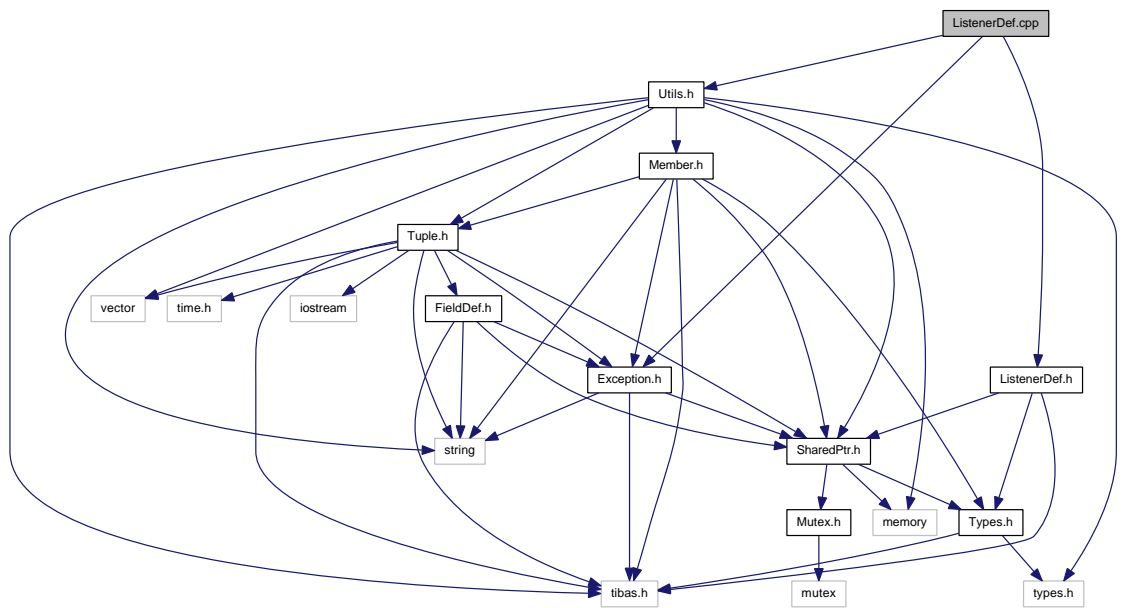 ListenerDef.cpp
Utils.h
Member.h
Tuple.h
vector
time.h
iostream
FieldDef.h
Exception.h
ListenerDef.h
string
SharedPtr.h
Mutex.h
memory
Types.h
tibas.h
mutex
types.h